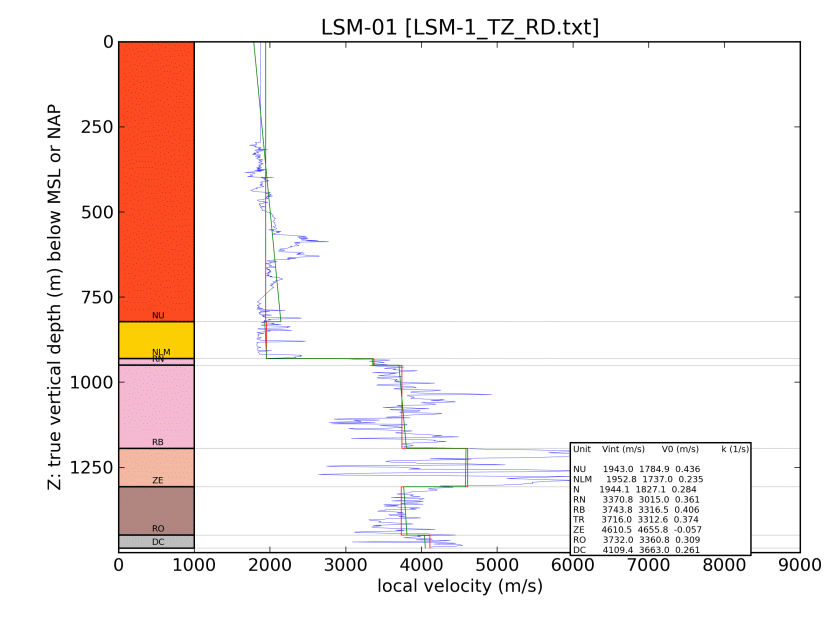 LSM-01 [LSM-1_TZ_RD.txt]
Z: true vertical depth (m) below MSL or NAP
0
250
500
750
1000
1250
NU
NLM
RN
RB
ZE
RO
DC
Unit Vint (m/s) V0 (m/s) k (1/s)
NU 1943.0 1784.9 0.436
NLM 1952.8 1737.0 0.235
N 1944.1 1827.1 0.284
RN 3370.8 3015.0 0.361
RB 3743.8 3316.5 0.406
TR 3716.0 3312.6 0.374
ZE 4610.5 4655.8 -0.057
RO 3732.0 3360.8 0.309
DC 4109.4 3663.0 0.261
0 1000 2000 3000 4000 5000 6000 7000 8000 9000
local velocity (m/s)